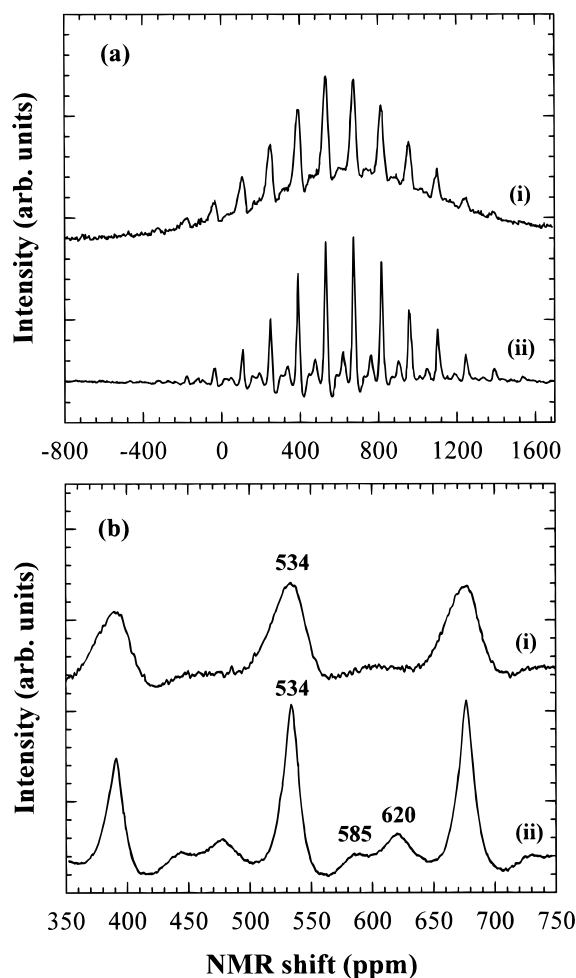 (a)
(i)
(ii)
Intensity (arb. units)
-800 -400 0 400 800 1200 1600
(b)
534
(i)
534
585 620
(ii)
Intensity (arb. units)
350 400 450 500 550 600 650 700 750
NMR shift (ppm)